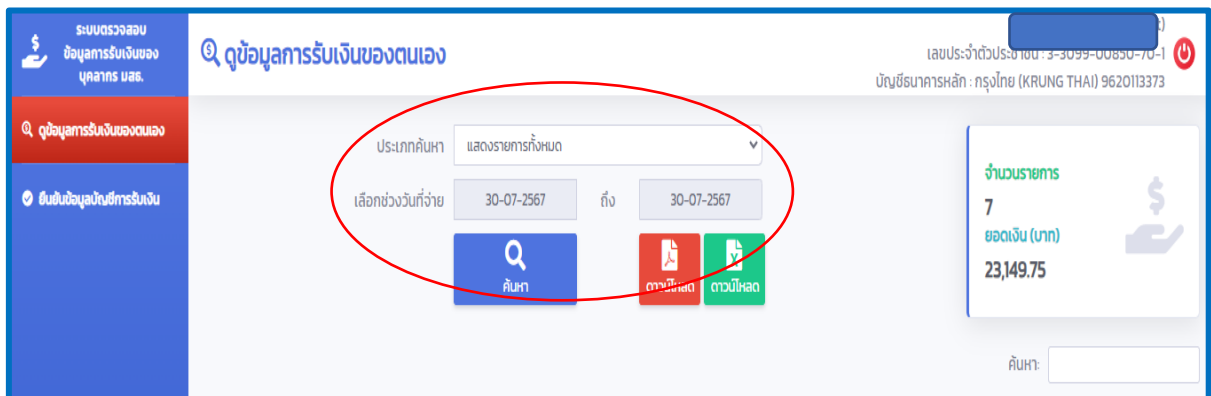 ระบบตรวจสอบ
ข้อมูลการรับเงินของ
บุคลากร มสธ.
ดูข้อมูลการรับเงินของตนเอง
เลขประจำตัวประชาชน : 3-3099-00850-70-1
บัญชีธนาคารหลัก : กรุงไทย (KRUNG THAI) 9620113373
ดูข้อมูลการรับเงินของตนเอง
ยืนยันข้อมูลบัญชีการรับเงิน
ประเภทค้นหา แสดงรายการทั้งหมด
เลือกช่วงวันที่จ่าย 30-07-2567 ถึง 30-07-2567
ค้นหา ดาวน์โหลด ดาวน์โหลด
จำนวนรายการ
7
ยอดเงิน (บาท)
23,149.75
ค้นหา: